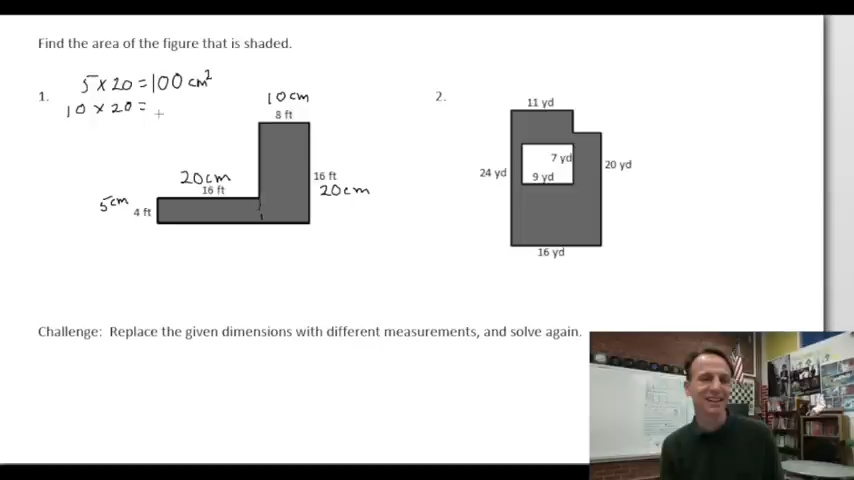 Find the area of the figure that is shaded.
5 × 20 = 100 cm²
1.
10 × 20 =
10cm
8 ft
20cm
16 ft
16 ft
20cm
5cm
4 ft
2.
11 yd
7 yd
9 yd
24 yd
20 yd
16 yd
Challenge: Replace the given dimensions with different measurements, and solve again.